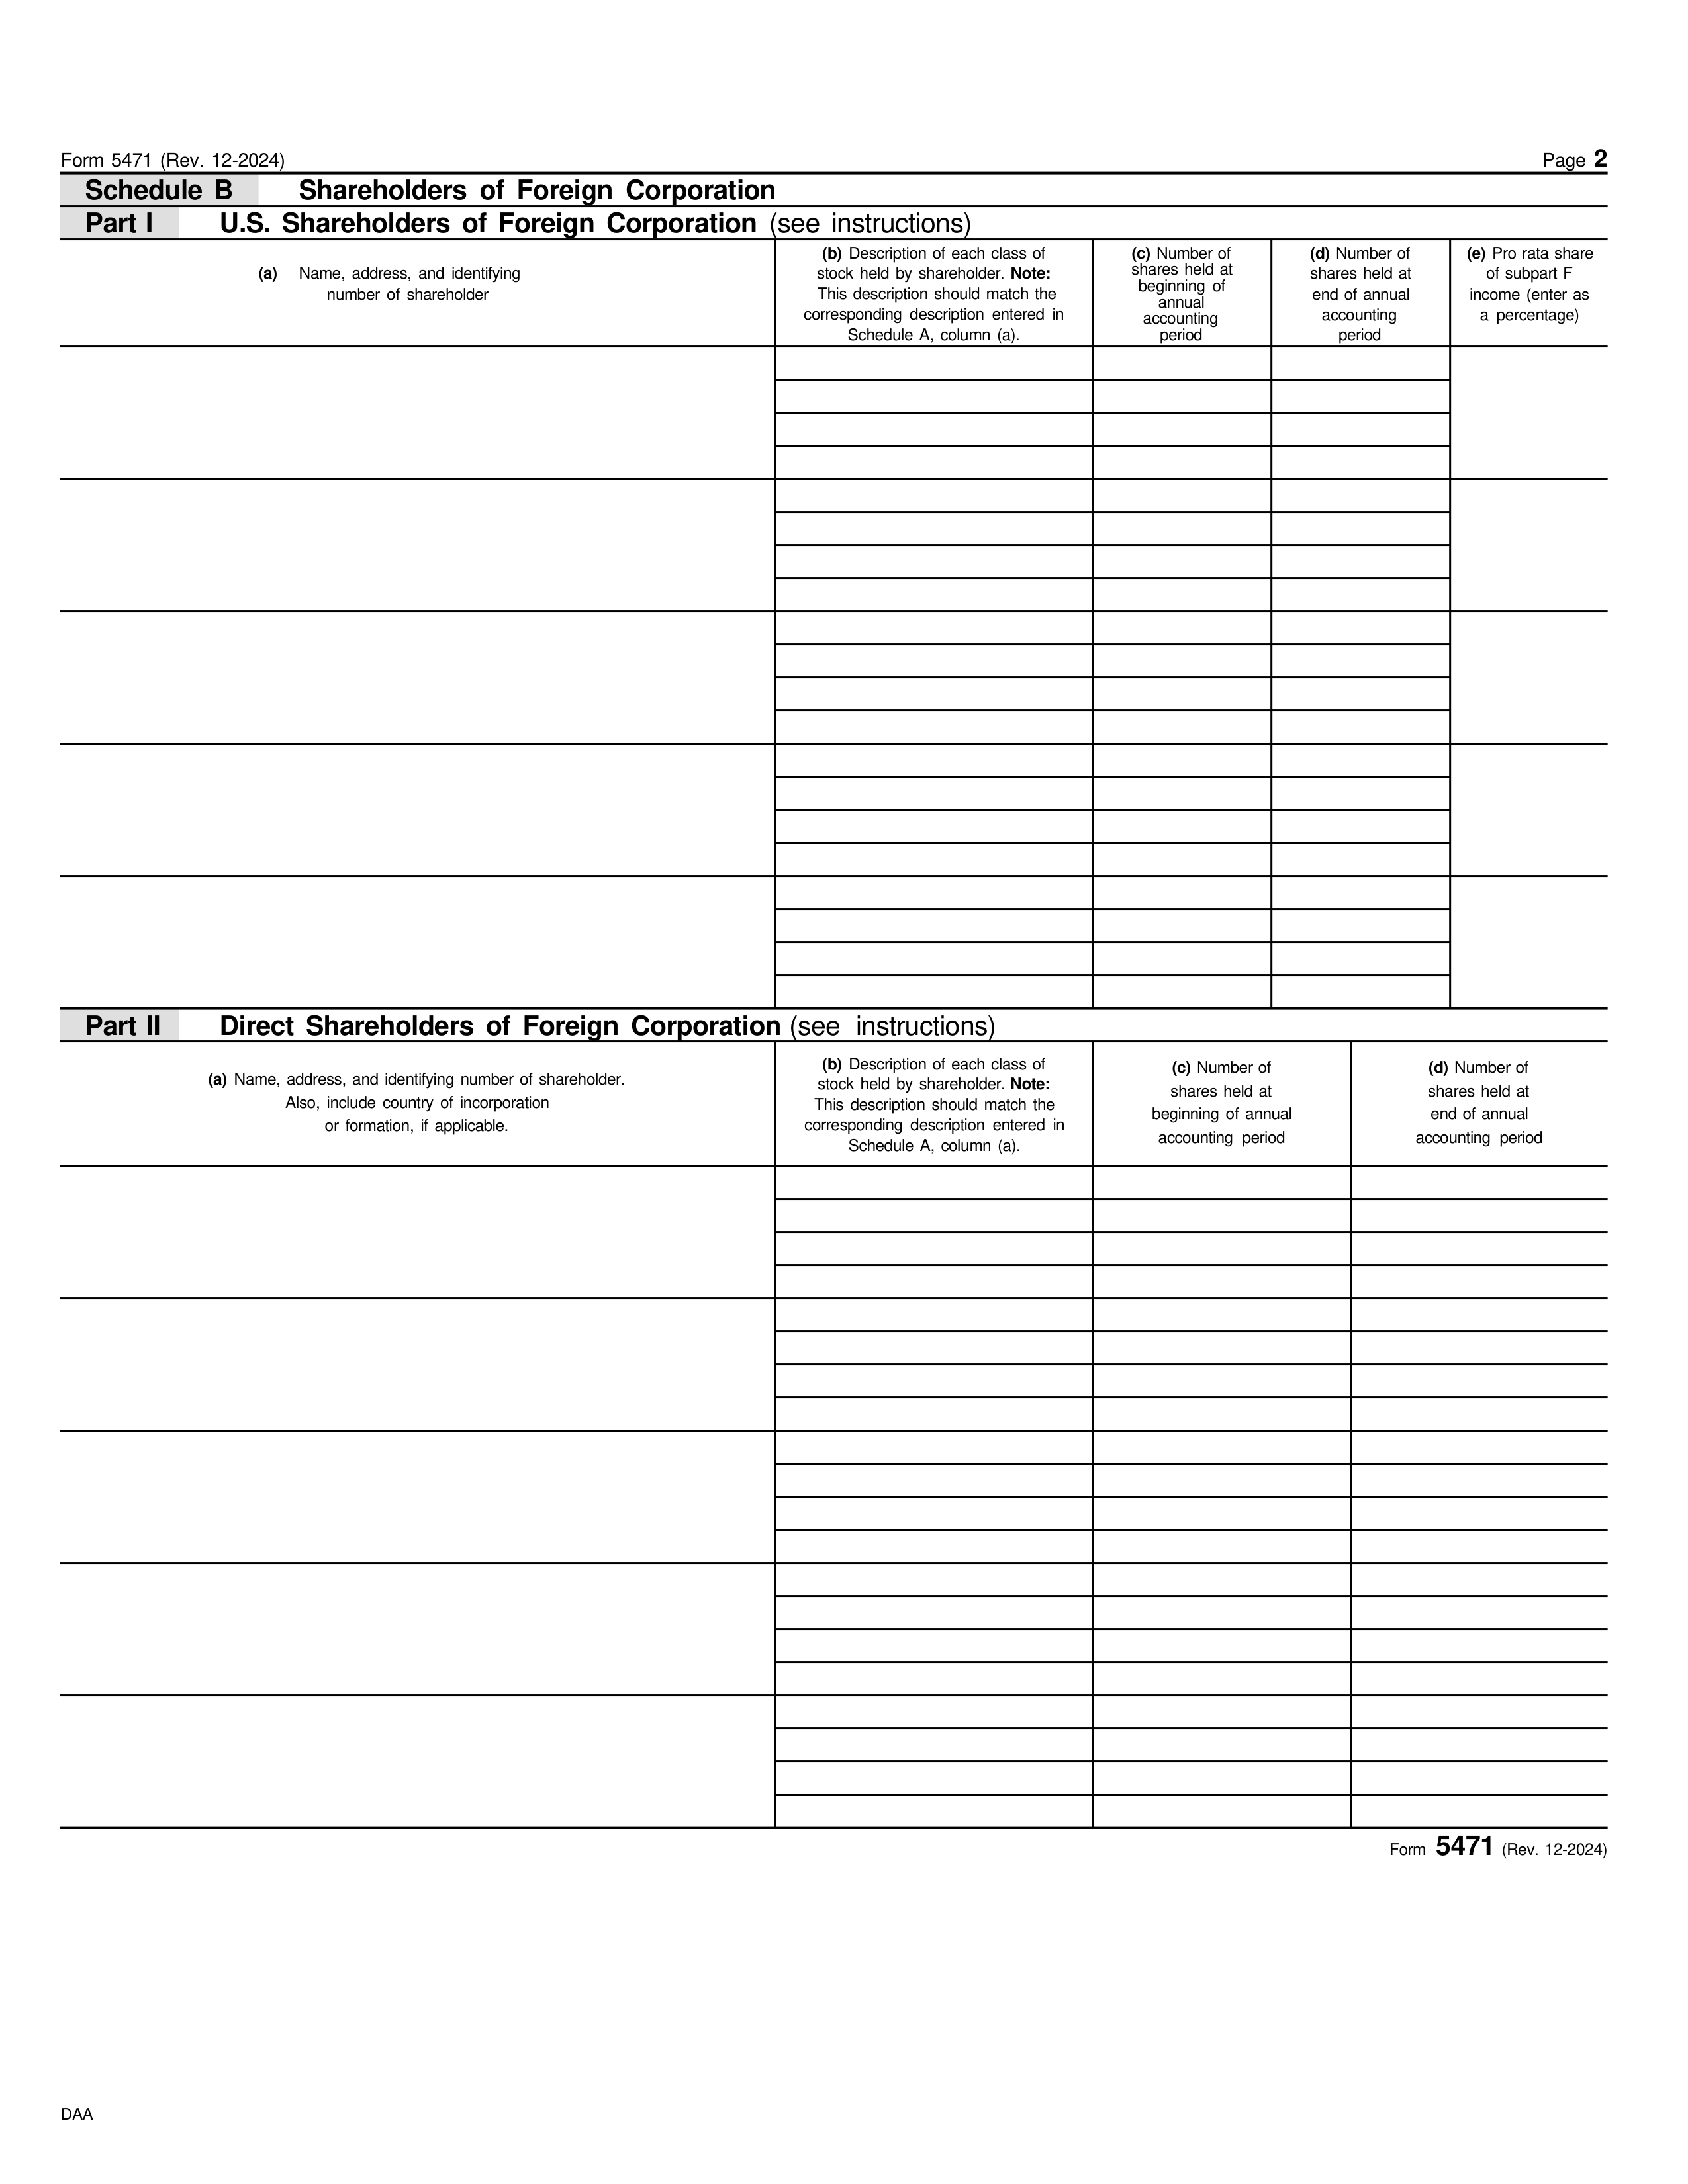 Form 5471 (Rev. 12-2024) Page 2
Schedule B Shareholders of Foreign Corporation
Part I U.S. Shareholders of Foreign Corporation (see instructions)
(a) Name, address, and identifying
number of shareholder
(b) Description of each class of
stock held by shareholder. Note:
This description should match the
corresponding description entered in
Schedule A, column (a).
(c) Number of
shares held at
beginning of
annual
accounting
period
(d) Number of
shares held at
end of annual
accounting
period
(e) Pro rata share
of subpart F
income (enter as
a percentage)
Part II Direct Shareholders of Foreign Corporation (see instructions)
(a) Name, address, and identifying number of shareholder.
Also, include country of incorporation
or formation, if applicable.
(b) Description of each class of
stock held by shareholder. Note:
This description should match the
corresponding description entered in
Schedule A, column (a).
(c) Number of
shares held at
beginning of annual
accounting period
(d) Number of
shares held at
end of annual
accounting period
Form 5471 (Rev. 12-2024)
DAA